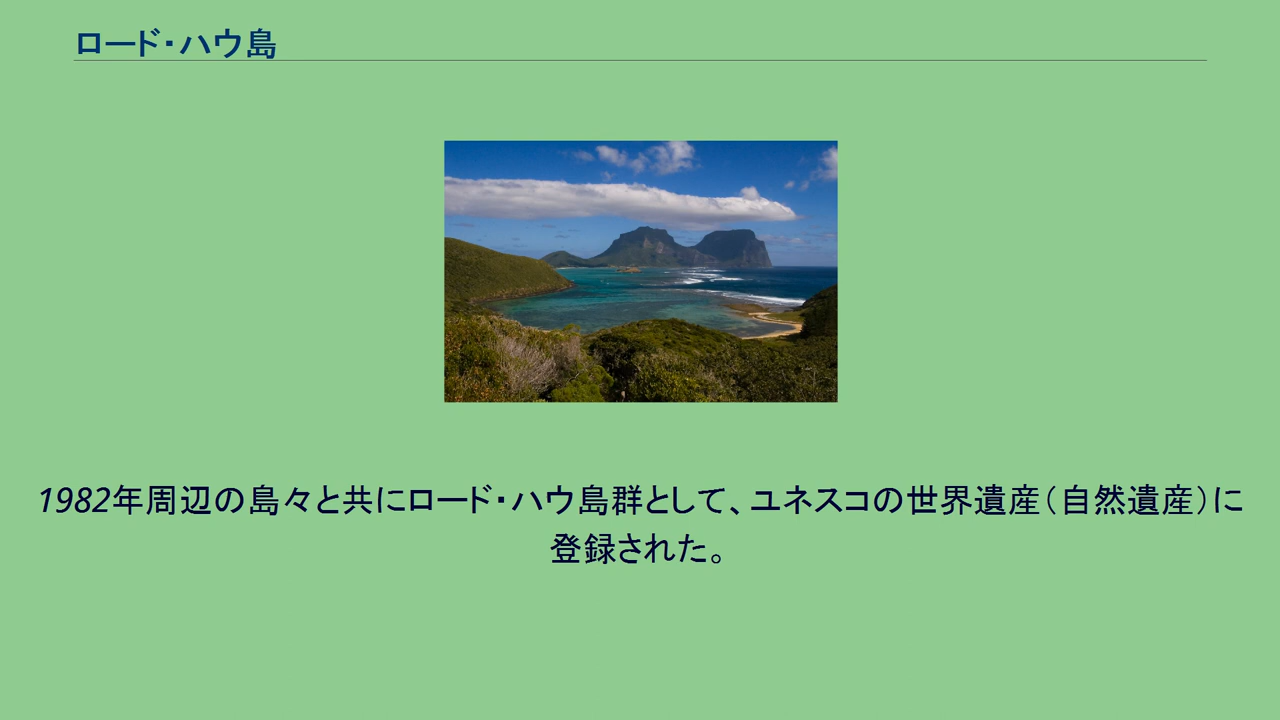 ロード・ハウ島
1982年周辺の島々と共にロード・ハウ島群として、ユネスコの世界遺産（自然遺産）に
登録された。